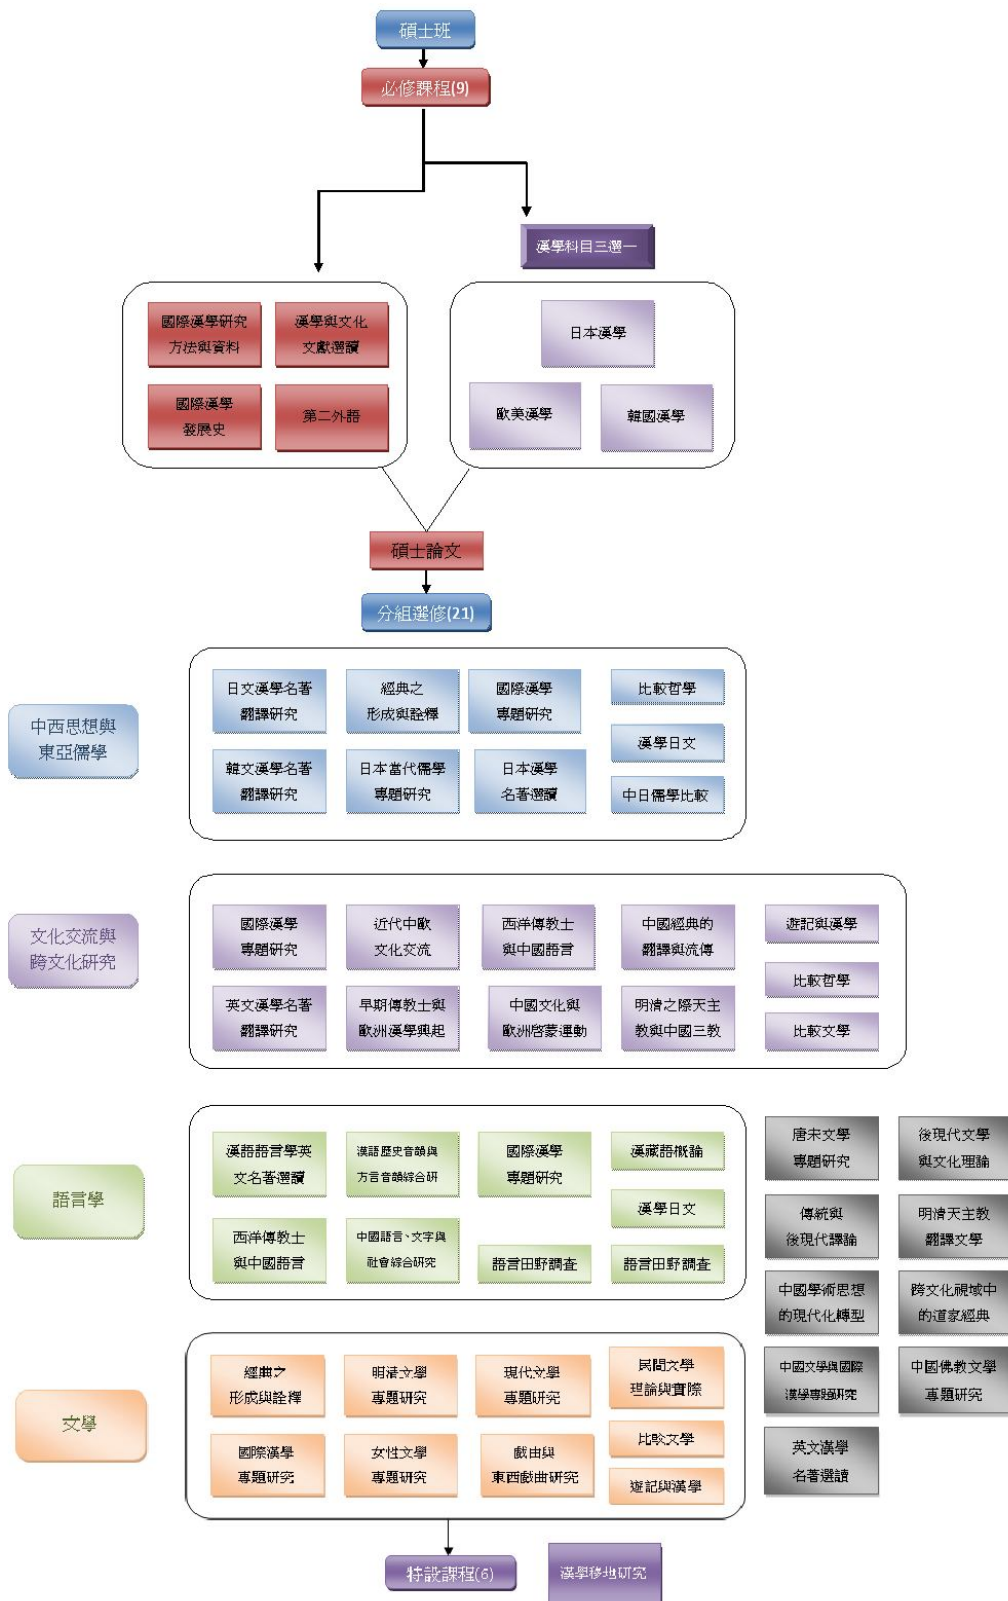 碩士班
必修課程(9)
漢學科目三選一
國際漢學研究
方法與資料
漢學與文化
文獻選讀
國際漢學
發展史
第二外語
日本漢學
歐美漢學
韓國漢學
碩士論文
分組選修(21)
中西思想與
東亞儒學
日文漢學名著
翻譯研究
經典之
形成與詮釋
國際漢學
專題研究
比較哲學
漢學日文
韓文漢學名著
翻譯研究
日本當代儒學
專題研究
日本漢學
名著選讀
中日儒學比較
文化交流與
跨文化研究
國際漢學
專題研究
近代中歐
文化交流
西洋傳教士
與中國語言
中國經典的
翻譯與流傳
遊記與漢學
比較哲學
英文漢學名著
翻譯研究
早期傳教士與
歐洲漢學興起
中國文化與
歐洲啓蒙運動
明清之際天主
教與中國三教
比較文學
語言學
漢語語言學英
文名著選讀
漢語歷史音韻與
方言音韻綜合研
國際漢學
專題研究
漢藏語概論
漢學日文
西洋傳教士
與中國語言
中國語言、文字與
社會綜合研究
語言田野調查
語言田野調查
唐宋文學
專題研究
後現代文學
與文化理論
傳統與
後現代譯論
明清天主教
翻譯文學
中國學術思想
的現代化轉型
跨文化視域中
的道家經典
中國文學與國際
漢學專題研究
中國佛教文學
專題研究
英文漢學
名著選讀
文學
經典之
形成與詮釋
明清文學
專題研究
現代文學
專題研究
民間文學
理論與實際
國際漢學
專題研究
女性文學
專題研究
戲曲與
東西戲曲研究
比較文學
遊記與漢學
特設課程(6)
漢學移地研究